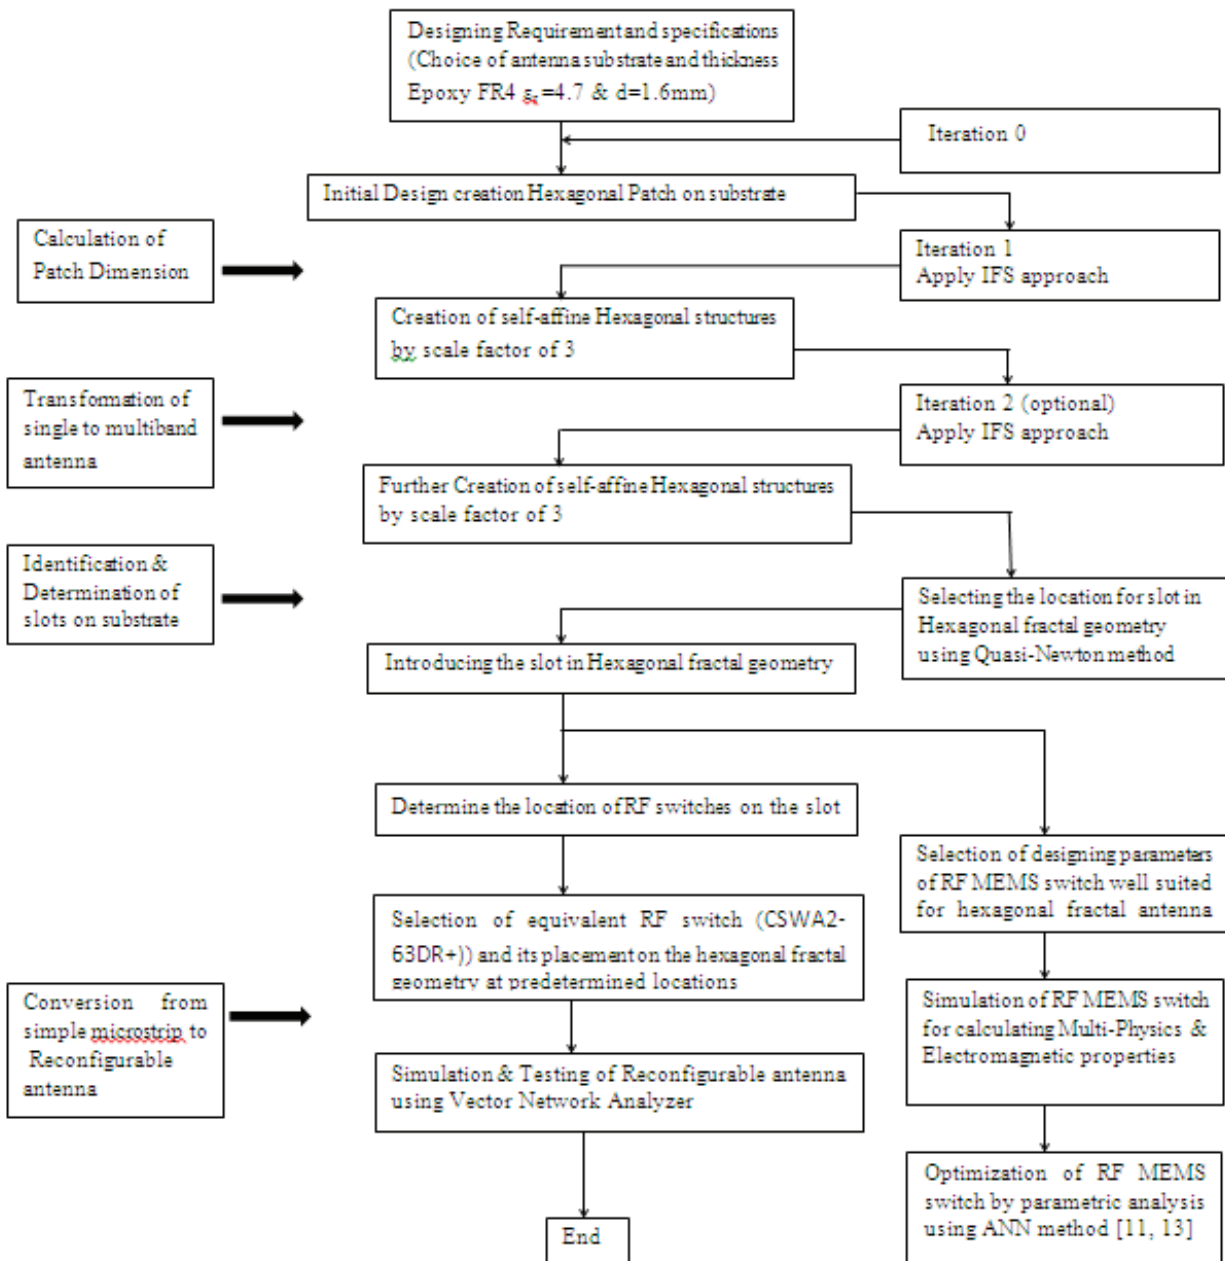 Designing Requirement and specifications
(Choice of antenna substrate and thickness
Epoxy FR4 εr =4.7 & d=1.6mm)
Iteration 0
Initial Design creation Hexagonal Patch on substrate
Calculation of
Patch Dimension
Iteration 1
Apply IFS approach
Creation of self-affine Hexagonal structures
by scale factor of 3
Transformation of
single to multiband
antenna
Iteration 2 (optional)
Apply IFS approach
Further Creation of self-affine Hexagonal structures
by scale factor of 3
Identification &
Determination of
slots on substrate
Selecting the location for slot in
Hexagonal fractal geometry
using Quasi-Newton method
Introducing the slot in Hexagonal fractal geometry
Determine the location of RF switches on the slot
Selection of designing parameters
of RF MEMS switch well suited
for hexagonal fractal antenna
Selection of equivalent RF switch (CSWA2-
63DR+)) and its placement on the hexagonal fractal
geometry at predetermined locations
Conversion from
simple microstrip to
Reconfigurable
antenna
Simulation of RF MEMS switch
for calculating Multi-Physics &
Electromagnetic properties
Simulation & Testing of Reconfigurable antenna
using Vector Network Analyzer
Optimization of RF MEMS
switch by parametric analysis
using ANN method [11, 13]
End